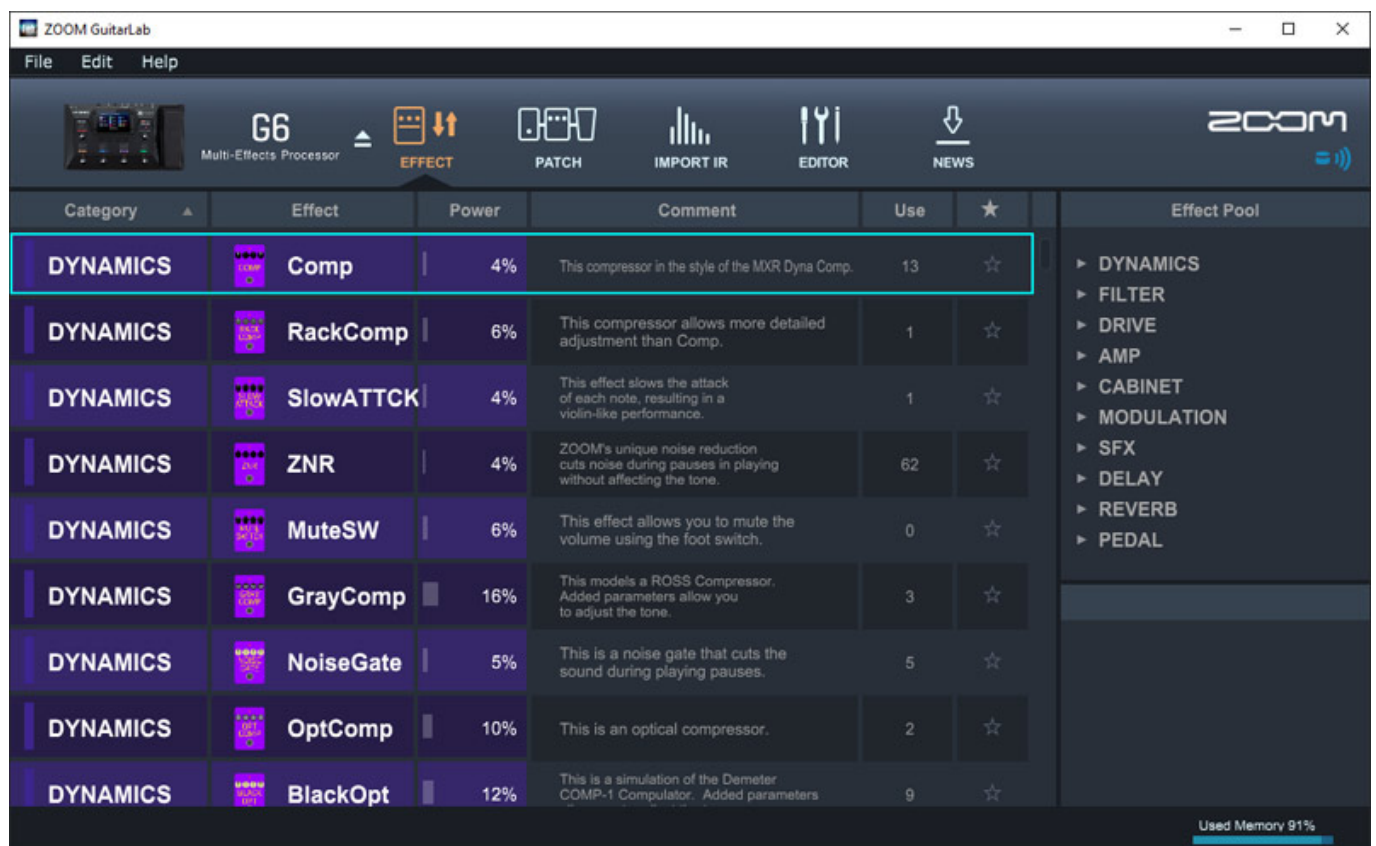 ZOOM GuitarLab
File Edit Help
G6
Multi-Effects Processor
EFFECT
PATCH
IMPORT IR
EDITOR
NEWS
ZOOM
Category Effect Power Comment Use ★ Effect Pool
DYNAMICS Comp 4% This compressor in the style of the MXR Dyna Comp. 13
DYNAMICS RackComp 6% This compressor allows more detailed
adjustment than Comp. 1
DYNAMICS SlowATTCK 4% This effect slows the attack
of each note, resulting in a
violin-like performance. 1
DYNAMICS ZNR 4% ZOOM's unique noise reduction
cuts noise during pauses in playing
without affecting the tone. 62
DYNAMICS MuteSW 6% This effect allows you to mute the
volume using the foot switch. 0
DYNAMICS GrayComp 16% This models a ROSS Compressor.
Added parameters allow you
to adjust the tone. 3
DYNAMICS NoiseGate 5% This is a noise gate that cuts the
sound during playing pauses. 5
DYNAMICS OptComp 10% This is an optical compressor. 2
DYNAMICS BlackOpt 12% This is a simulation of the Demeter
COMP-1 Compulator. Added parameters 9
DYNAMICS
FILTER
DRIVE
AMP
CABINET
MODULATION
SFX
DELAY
REVERB
PEDAL
Used Memory 91%